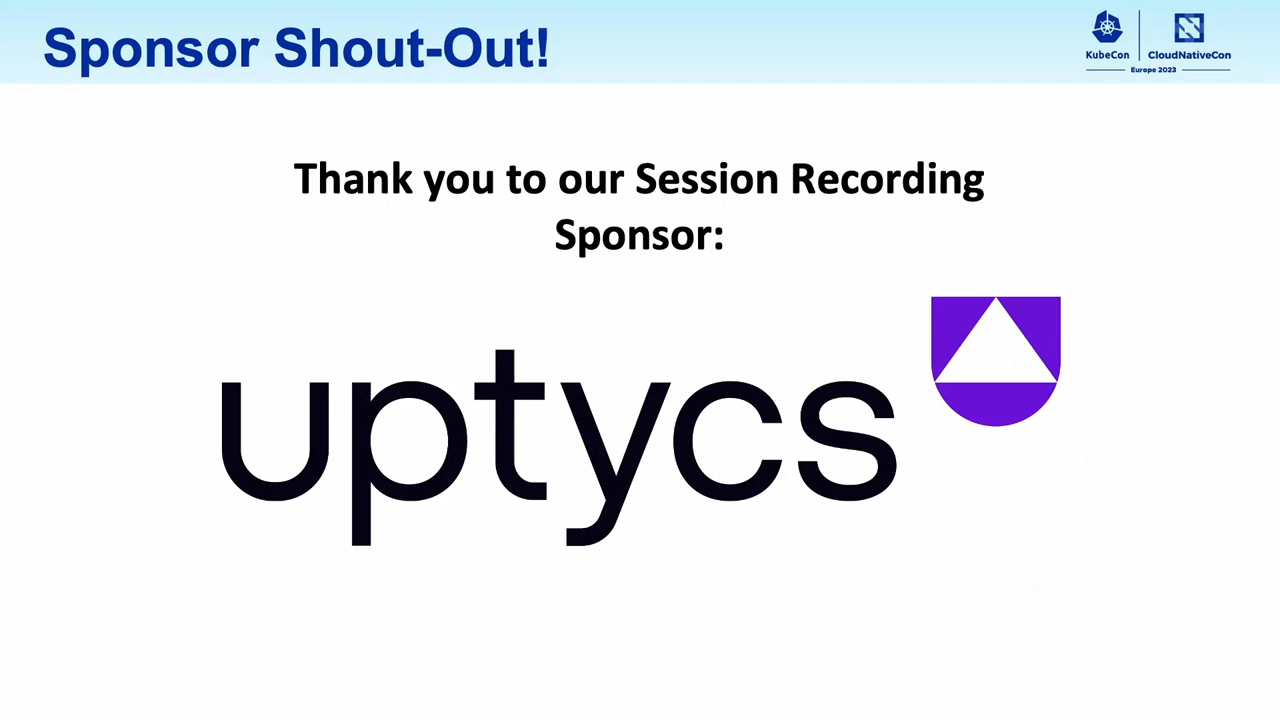 Sponsor Shout-Out!
KubeCon
CloudNativeCon
Europe 2023
Thank you to our Session Recording
Sponsor:
uptycs